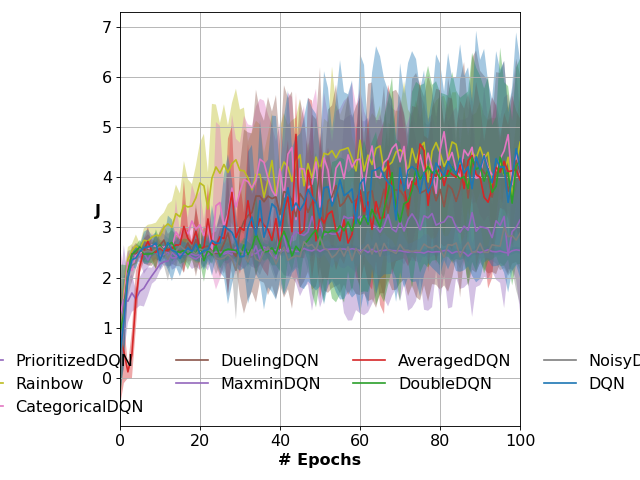 7
6
5
4
3
2
1
0
J
PrioritizedDQN DuelingDQN AveragedDQN
Rainbow MaxminDQN DoubleDQN DQN
CategoricalDQN
0 20 40 60 80 100
# Epochs